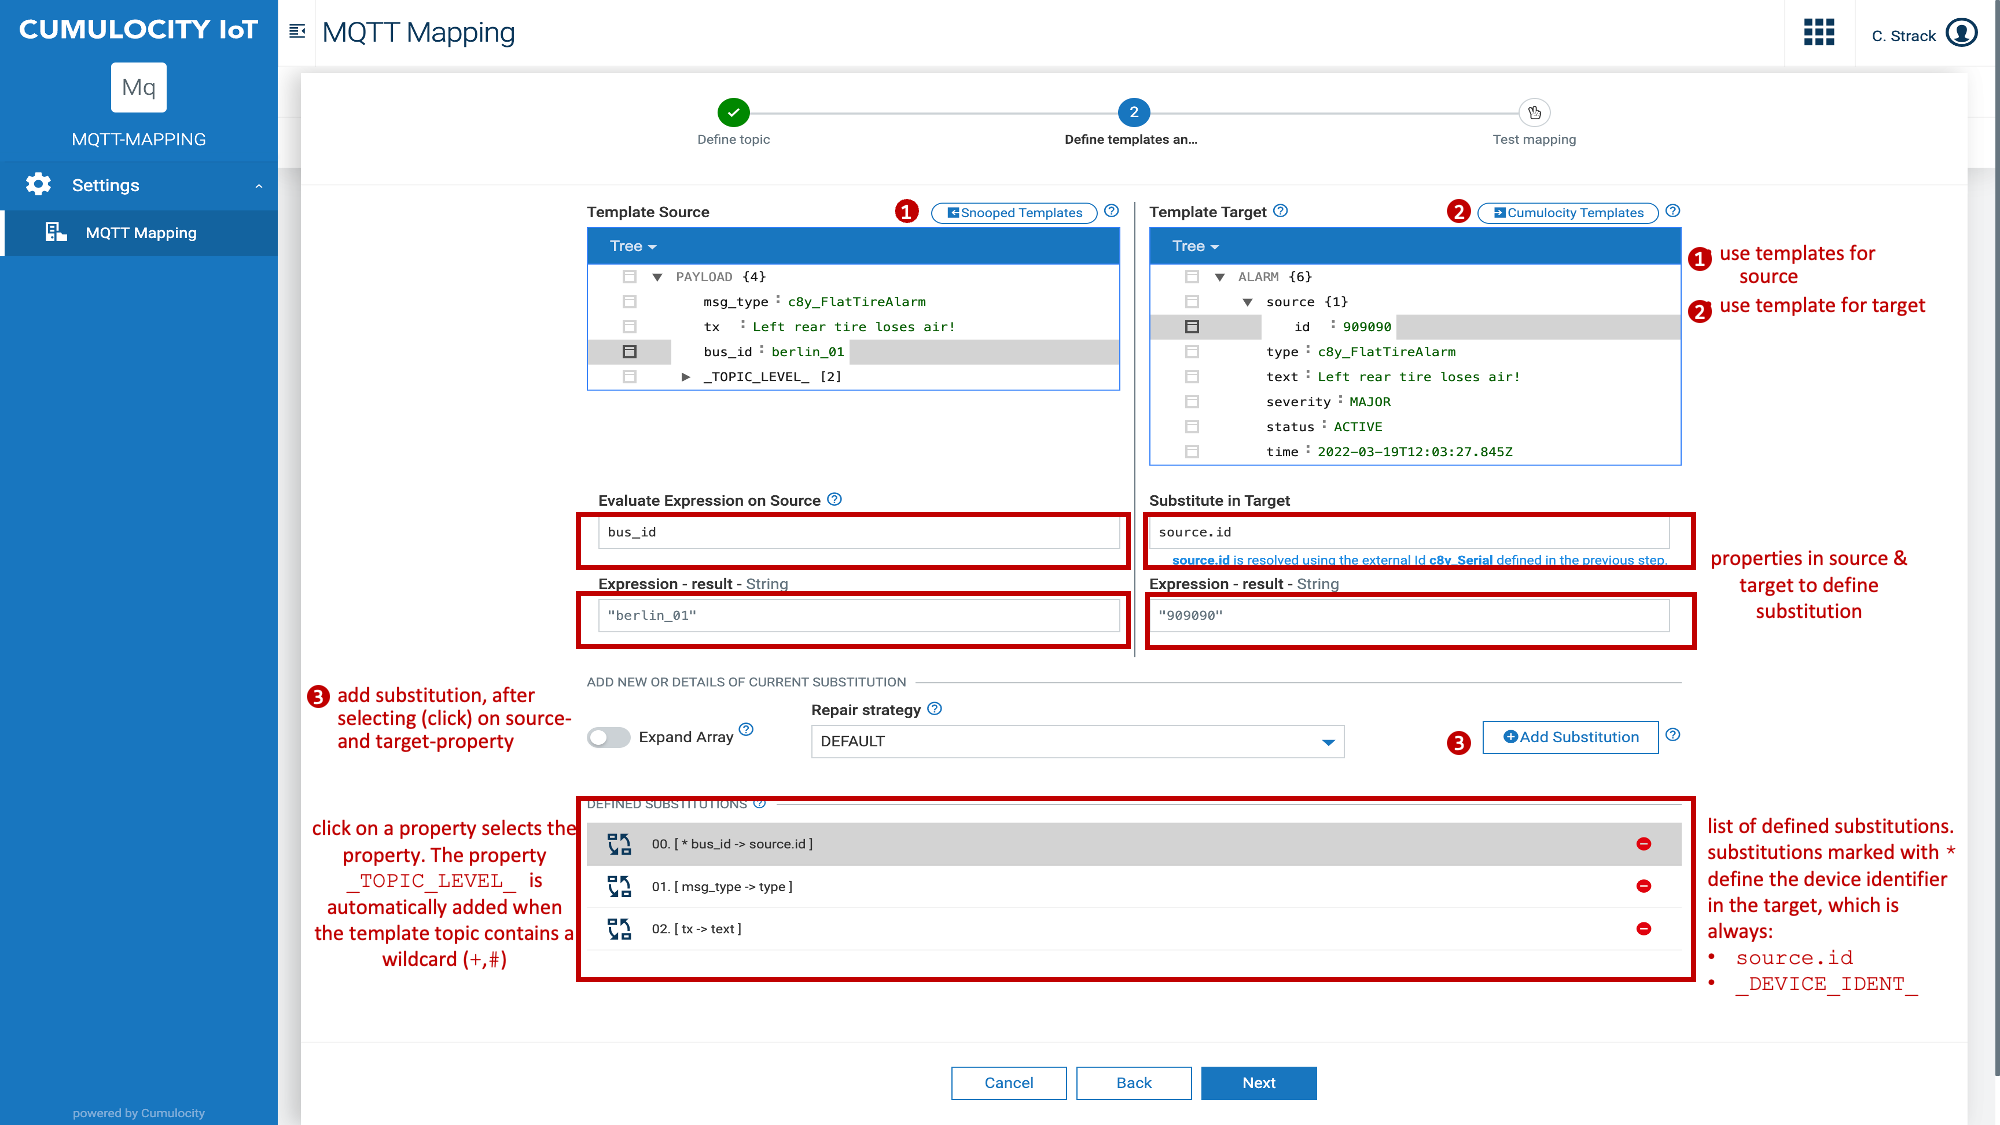 CUMULOCITY IoT
Mq
MQTT-MAPPING
Settings
MQTT Mapping
powered by Cumulocity
MQTT Mapping
C. Strack
2
Define topic
Define templates an...
Test mapping
Template Source
1
Snooped Templates
Template Target
2
Cumulocity Templates
Tree
PAYLOAD {4}
msg_type : c8y_FlatTireAlarm
tx : Left rear tire loses air!
bus_id : berlin_01
_TOPIC_LEVEL_ [2]
Tree
ALARM {6}
source {1}
id : 909090
type : c8y_FlatTireAlarm
text : Left rear tire loses air!
severity : MAJOR
status : ACTIVE
time : 2022-03-19T12:03:27.845Z
1 use templates for
source
2 use template for target
Evaluate Expression on Source
bus_id
Expression - result - String
"berlin_01"
Substitute in Target
source.id
source.id is resolved using the external Id c8y_Serial defined in the previous step.
Expression - result - String
"909090"
properties in source &
target to define
substitution
3 add substitution, after
selecting (click) on source-
and target-property
ADD NEW OR DETAILS OF CURRENT SUBSTITUTION
Expand Array
Repair strategy
DEFAULT
3
Add Substitution
click on a property selects the
property. The property
_TOPIC_LEVEL_ is
automatically added when
the template topic contains a
wildcard (+,#)
DEFINED SUBSTITUTIONS
00. [ * bus_id -> source.id ]
01. [ msg_type -> type ]
02. [ tx -> text ]
list of defined substitutions.
substitutions marked with *
define the device identifier
in the target, which is
always:
• source.id
• _DEVICE_IDENT_
Cancel
Back
Next